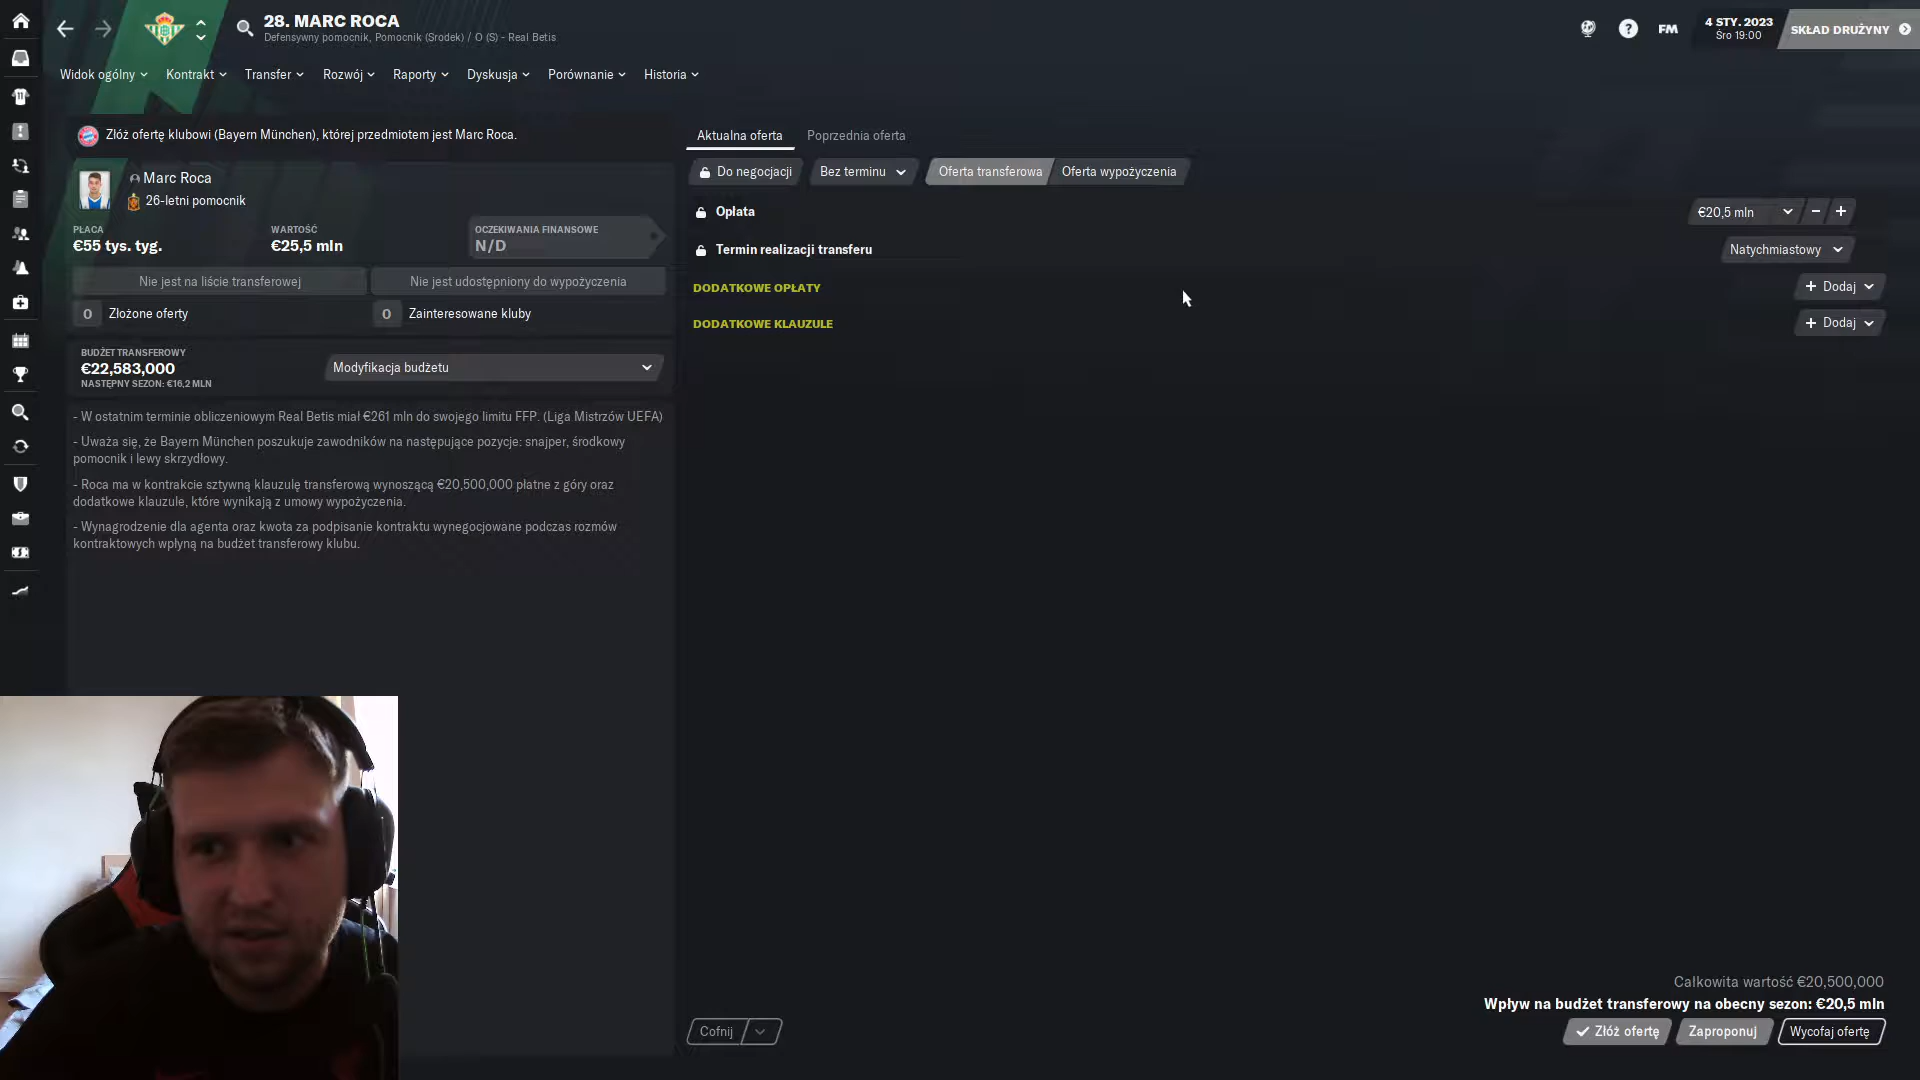 28. MARC ROCA
Defensywny pomocnik, Pomocnik (Środek) / O (Ś) - Real Betis
FM
4 STY. 2023
Śro 19:00
SKŁAD DRUŻYNY
Widok ogólny
Kontrakt
Transfer
Rozwój
Raporty
Dyskusja
Porównanie
Historia
Złóż ofertę klubowi (Bayern München), której przedmiotem jest Marc Roca.
Marc Roca
26-letni pomocnik
PŁACA
€55 tys. tyg.
WARTOŚĆ
€25,5 mln
OCZEKIWANIA FINANSOWE
N/D
Nie jest na liście transferowej
Nie jest udostępniony do wypożyczenia
0 Złożone oferty
0 Zainteresowane kluby
BUDŻET TRANSFEROWY
€22,583,000
NASTĘPNY SEZON: €16,2 MLN
Modyfikacja budżetu
- W ostatnim terminie obliczeniowym Real Betis miał €261 mln do swojego limitu FFP. (Liga Mistrzów UEFA)
- Uważa się, że Bayern München poszukuje zawodników na następujące pozycje: snajper, środkowy
pomocnik i lewy skrzydłowy.
- Roca ma w kontrakcie sztywną klauzulę transferową wynoszącą €20,500,000 płatne z góry oraz
dodatkowe klauzule, które wynikają z umowy wypożyczenia.
- Wynagrodzenie dla agenta oraz kwota za podpisanie kontraktu wynegocjowane podczas rozmów
kontraktowych wpłyną na budżet transferowy klubu.
Aktualna oferta
Poprzednia oferta
Do negocjacji
Bez terminu
Oferta transferowa
Oferta wypożyczenia
Opłata
€20,5 mln
Termin realizacji transferu
Natychmiastowy
DODATKOWE OPŁATY
+ Dodaj
DODATKOWE KLAUZULE
+ Dodaj
Całkowita wartość €20,500,000
Wpływ na budżet transferowy na obecny sezon: €20,5 mln
Cofnij
Złóż ofertę
Zaproponuj
Wycofaj ofertę